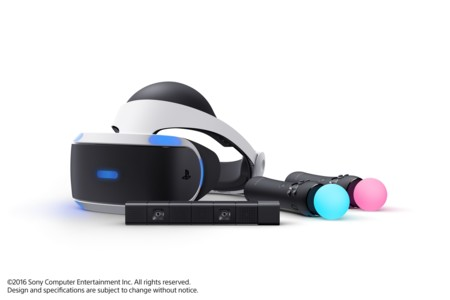 ©2016 Sony Computer Entertainment Inc. All rights reserved.
Design and specifications are subject to change without notice.